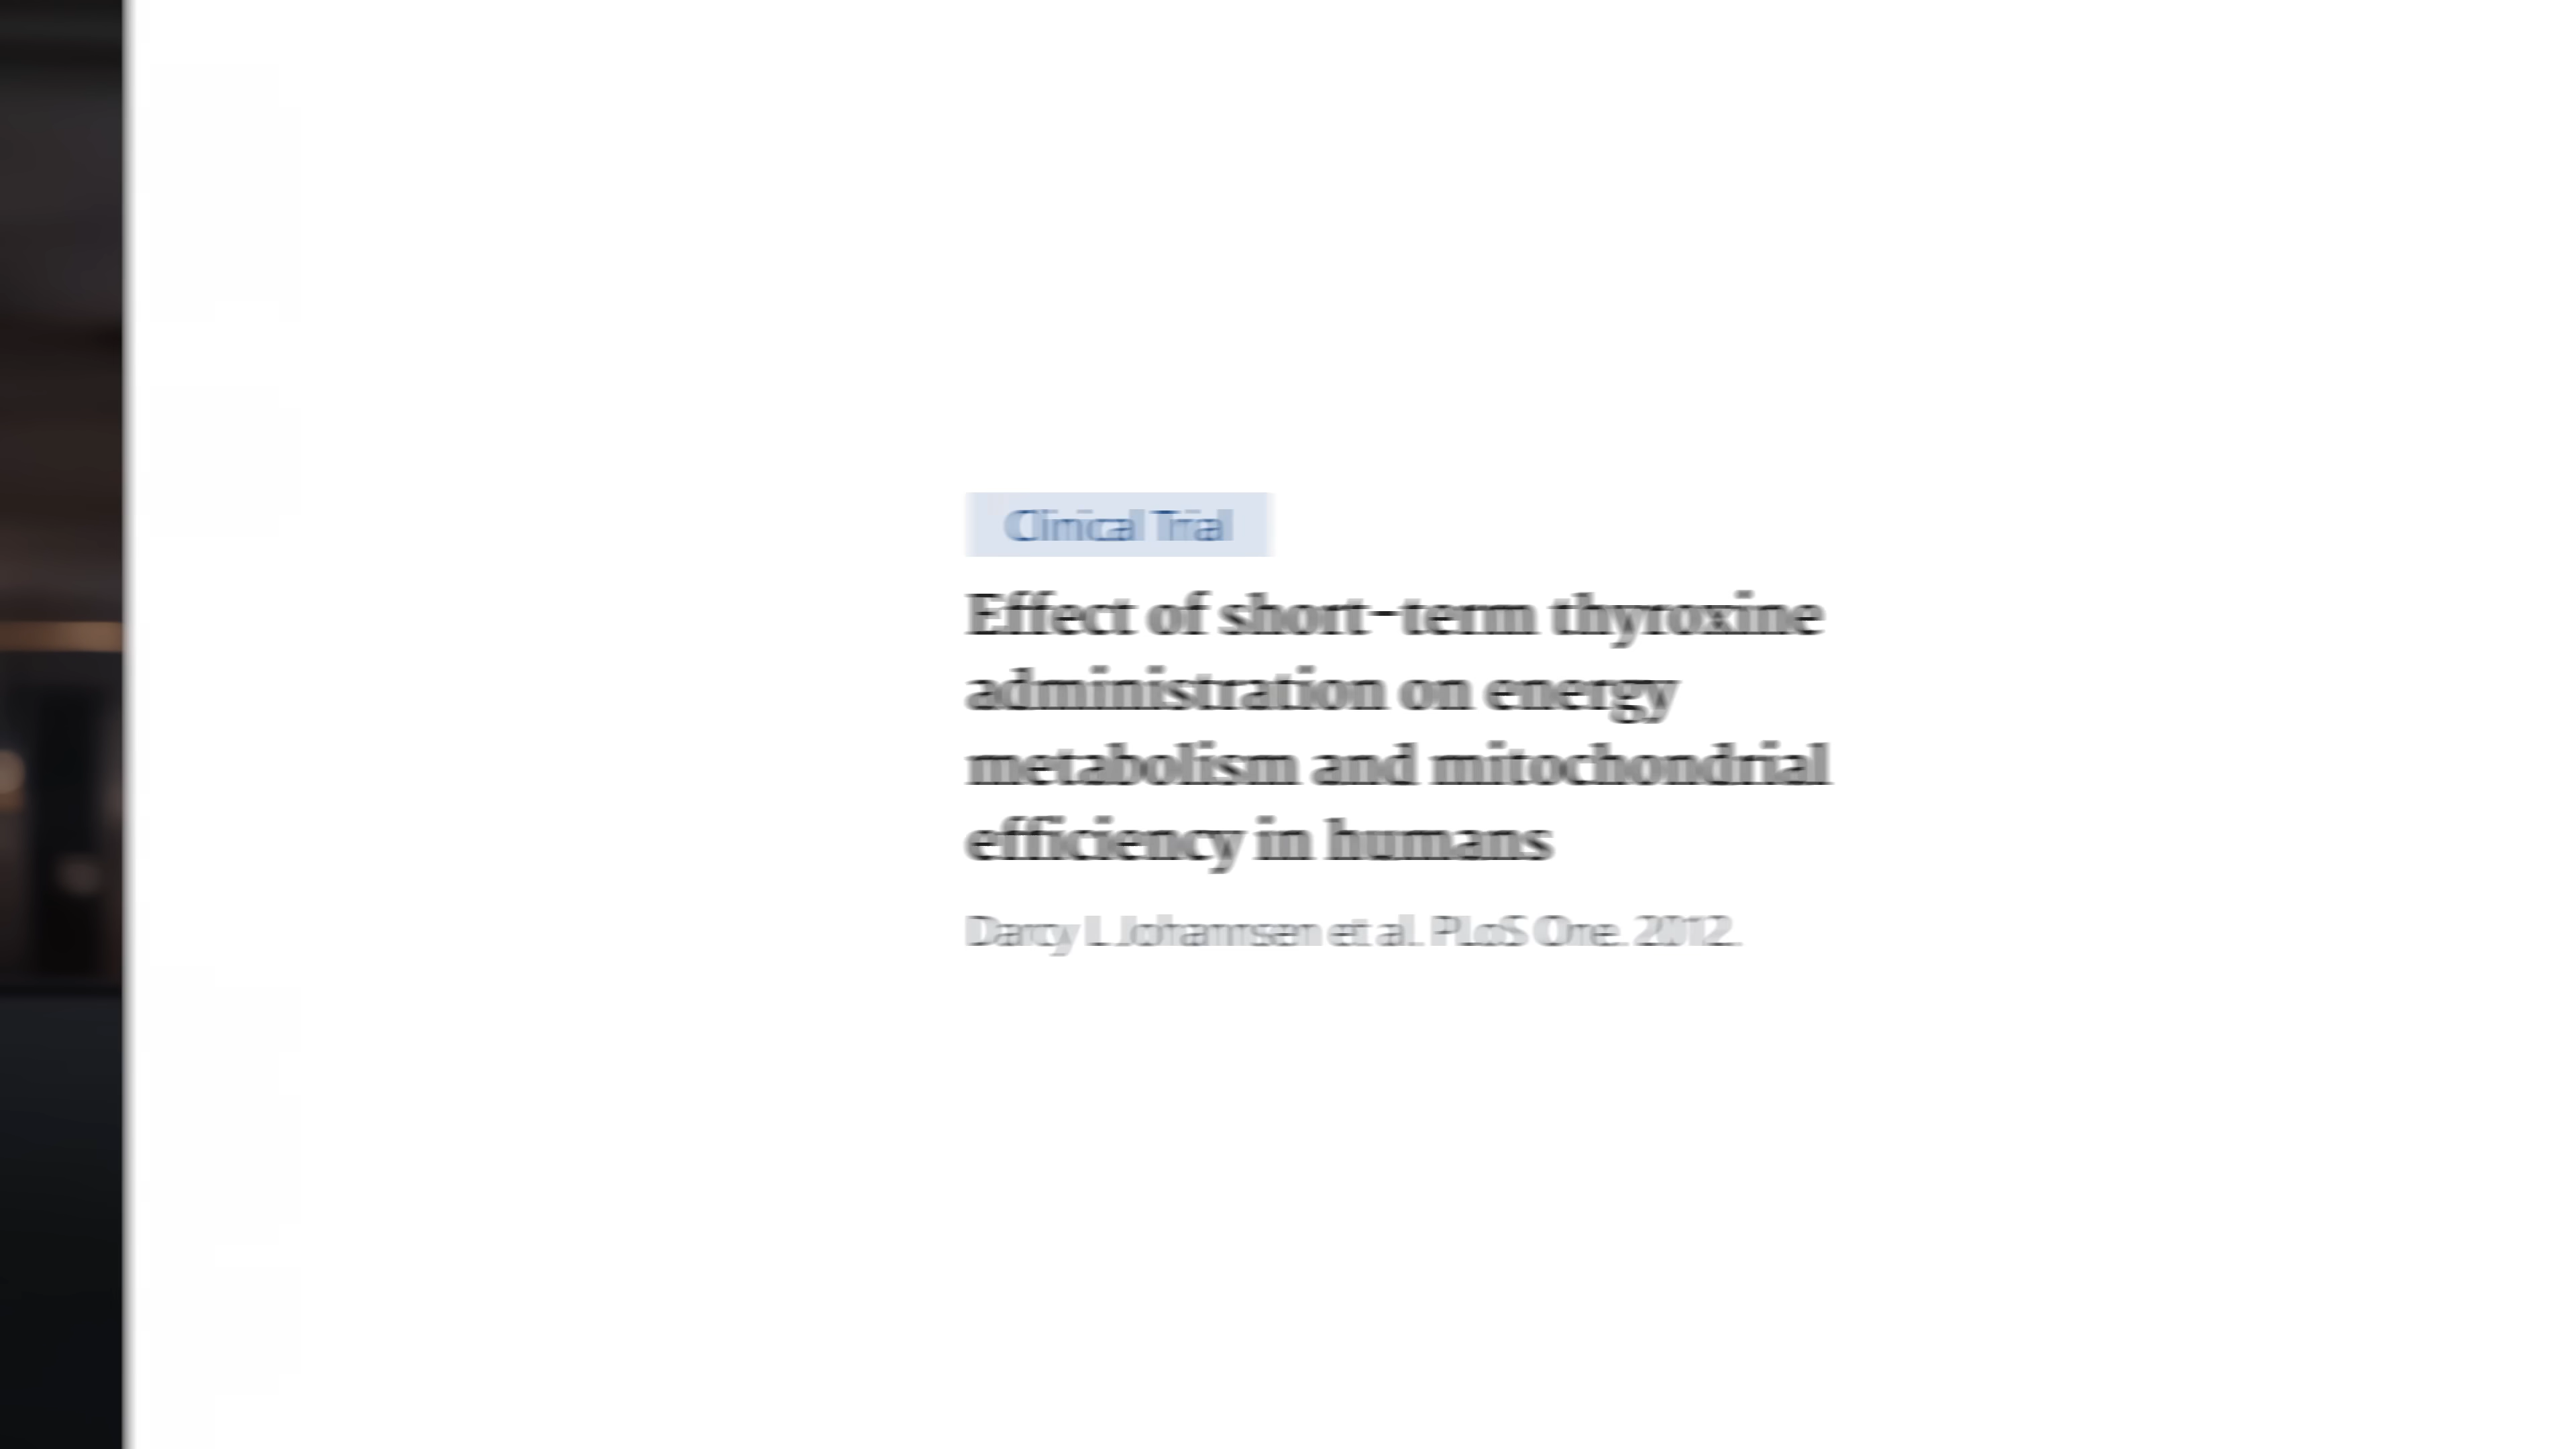 Clinical Trial
Effect of short-term thyroxine
administration on energy
metabolism and mitochondrial
efficiency in humans
Darcy L Johannsen et al. PLoS One. 2012.